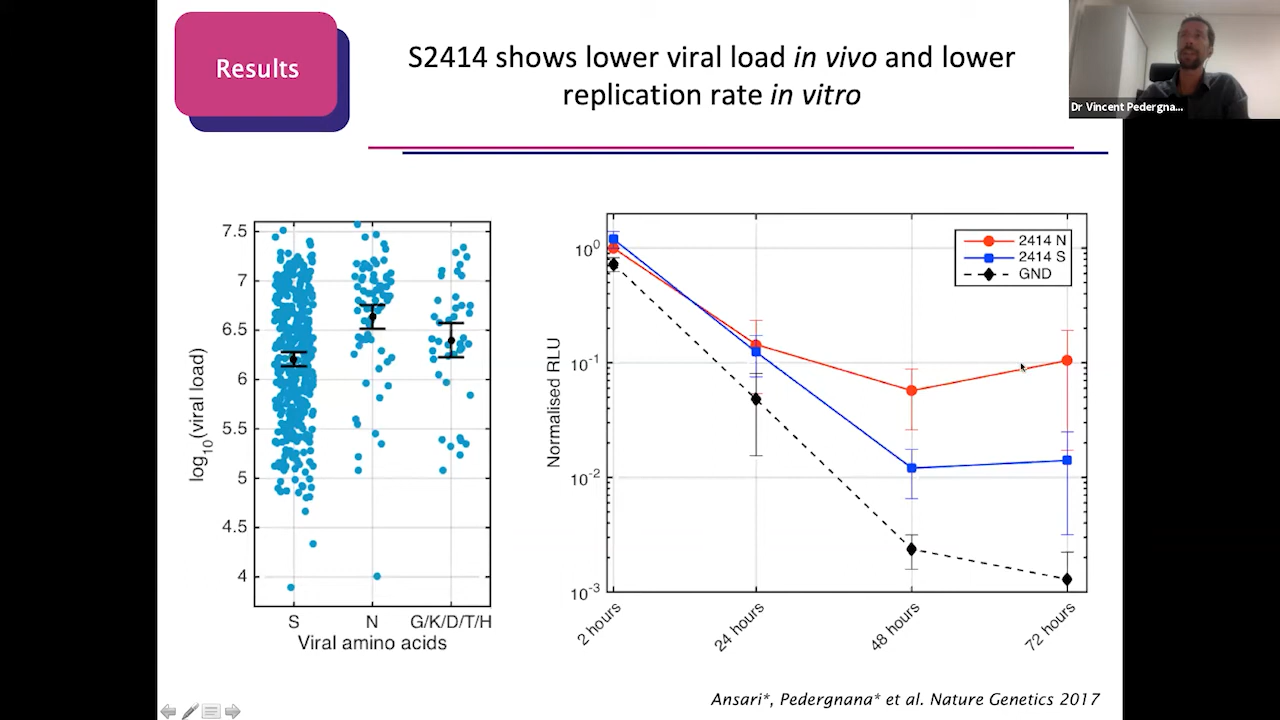 Results
S2414 shows lower viral load in vivo and lower
replication rate in vitro
Dr Vincent Pedergna...
7.5
7
6.5
6
5.5
5
4.5
4
log10(viral load)
S N G/K/D/T/H
Viral amino acids
10^0
10^-1
10^-2
10^-3
Normalised RLU
2414 N
2414 S
GND
2 hours
24 hours
48 hours
72 hours
Ansari*, Pedergnana* et al. Nature Genetics 2017